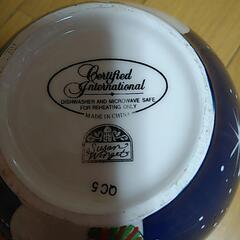 Certified
International
DISHWASHER AND MICROWAVE SAFE
FOR REHEATING ONLY
MADE IN CHINA
Susan
Winget
QC 5